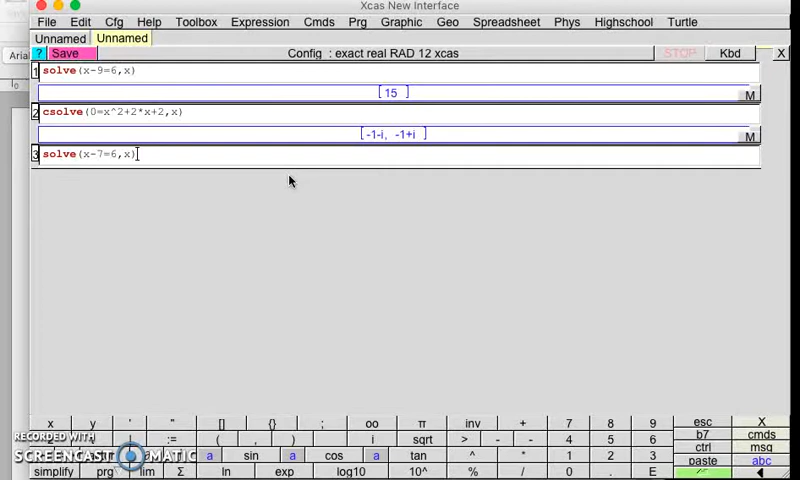 Xcas New Interface
File Edit Cfg Help Toolbox Expression Cmds Prg Graphic Geo Spreadsheet Phys Highschool Turtle
Unnamed Unnamed
Aria ? Save Config : exact real RAD 12 xcas STOP Kbd X
1 solve(x-9=6,x)
[ 15 ] M
2 csolve(0=x^2+2*x+2,x)
[ -1-i, -1+i ] M
3 solve(x-7=6,x)
x y ' " [] {} ; oo π inv + 7 8 9 esc X
:= ( , ) i sqrt > - - 4 5 6 b7 cmds
RECORDED WITH
SCREENCAST MATIC
a sin a cos a tan ^ * 1 2 3 ctrl msg
paste abc
simplify prg lim Σ ln exp log10 10^ % / 0 . E